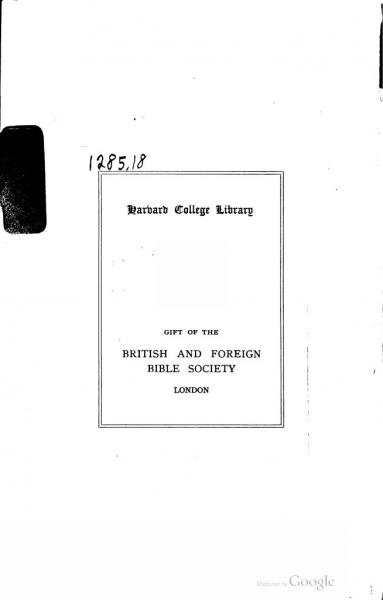 1285.18
Harvard College Library
GIFT OF THE
BRITISH AND FOREIGN
BIBLE SOCIETY
LONDON
Digitized by Google